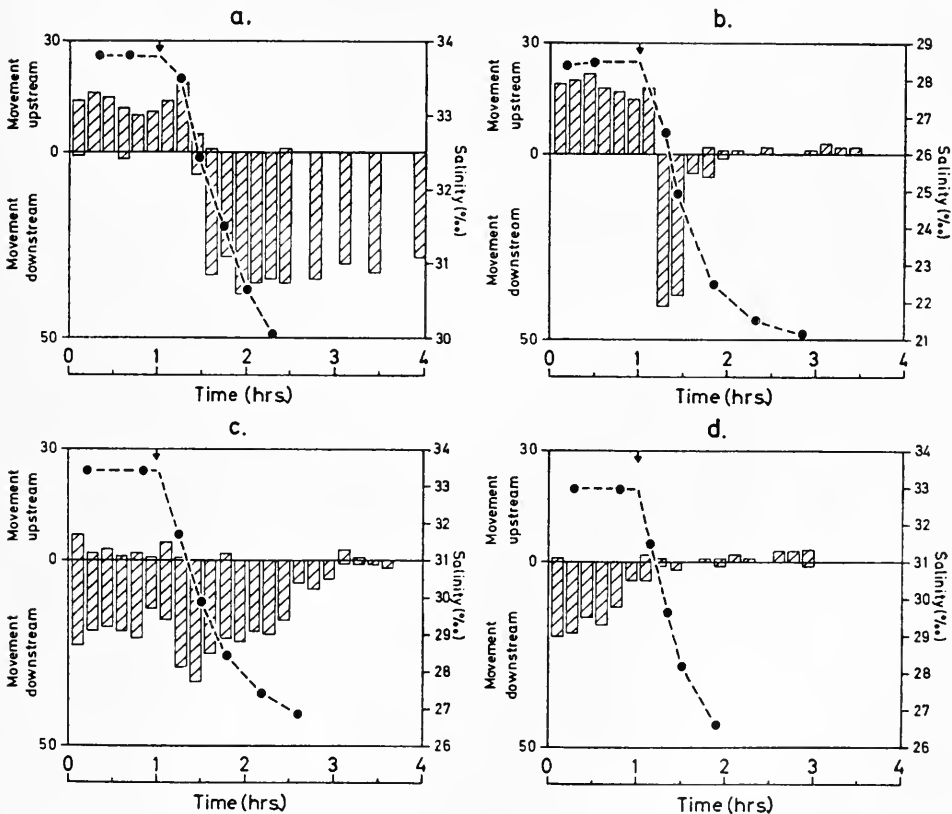 a.
30
0
50
Movement upstream
Movement downstream
34
33
32
31
30
Salinity (‰)
0 1 2 3 4
Time (hrs.)
b.
30
0
50
Movement upstream
Movement downstream
29
28
27
26
25
24
23
22
21
Salinity (‰)
0 1 2 3 4
Time (hrs.)
c.
30
0
50
Movement upstream
Movement downstream
34
33
32
31
30
29
28
27
26
Salinity (‰)
0 1 2 3 4
Time (hrs.)
d.
30
0
50
Movement upstream
Movement downstream
34
33
32
31
30
29
28
27
26
Salinity (‰)
0 1 2 3 4
Time (hrs.)